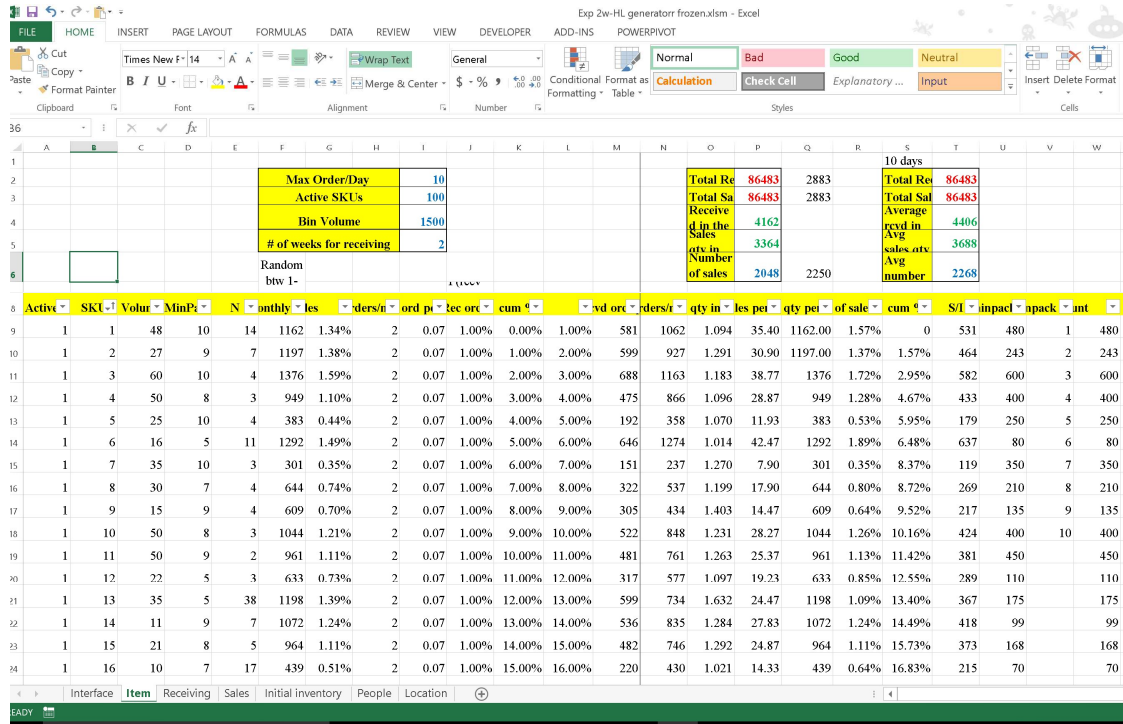 Exp 2w-HL generatorr frozen.xlsm - Excel
FILE HOME INSERT PAGE LAYOUT FORMULAS DATA REVIEW VIEW DEVELOPER ADD-INS POWERPIVOT
Cut Times New F 14 Wrap Text General Normal Bad Good Neutral
Paste Copy Format Painter B I U Merge & Center $ % Conditional Formatting Format as Table Calculation Check Cell Explanatory ... Input Insert Delete Format
Clipboard Font Alignment Number Styles Cells
36 fx
A B C D E F G H I J K L M N O P Q R S T U V W
1 10 days
2 Max Order/Day 10 Total Re 86483 2883 Total Re 86483
3 Active SKUs 100 Total Sa 86483 2883 Total Sal 86483
4 Bin Volume 1500 Receive d in the 4162 Average rcvd in 4406
5 # of weeks for receiving 2 Sales qty in 3364 Avg sales qty 3688
6 Random btw 1- Number of sales 2048 2250 Avg number 2268
8 Active SKU Volun MinPa N onthly les rders/n ord pe Rec ord cum % vd ord rders/r qty in les per qty per of sale cum % S/I inpacl npack unt
9 1 1 48 10 14 1162 1.34% 2 0.07 1.00% 0.00% 1.00% 581 1062 1.094 35.40 1162.00 1.57% 0 531 480 1 480
10 1 2 27 9 7 1197 1.38% 2 0.07 1.00% 1.00% 2.00% 599 927 1.291 30.90 1197.00 1.37% 1.57% 464 243 2 243
11 1 3 60 10 4 1376 1.59% 2 0.07 1.00% 2.00% 3.00% 688 1163 1.183 38.77 1376 1.72% 2.95% 582 600 3 600
12 1 4 50 8 3 949 1.10% 2 0.07 1.00% 3.00% 4.00% 475 866 1.096 28.87 949 1.28% 4.67% 433 400 4 400
13 1 5 25 10 4 383 0.44% 2 0.07 1.00% 4.00% 5.00% 192 358 1.070 11.93 383 0.53% 5.95% 179 250 5 250
14 1 6 16 5 11 1292 1.49% 2 0.07 1.00% 5.00% 6.00% 646 1274 1.014 42.47 1292 1.89% 6.48% 637 80 6 80
15 1 7 35 10 3 301 0.35% 2 0.07 1.00% 6.00% 7.00% 151 237 1.270 7.90 301 0.35% 8.37% 119 350 7 350
16 1 8 30 7 4 644 0.74% 2 0.07 1.00% 7.00% 8.00% 322 537 1.199 17.90 644 0.80% 8.72% 269 210 8 210
17 1 9 15 9 4 609 0.70% 2 0.07 1.00% 8.00% 9.00% 305 434 1.403 14.47 609 0.64% 9.52% 217 135 9 135
18 1 10 50 8 3 1044 1.21% 2 0.07 1.00% 9.00% 10.00% 522 848 1.231 28.27 1044 1.26% 10.16% 424 400 10 400
19 1 11 50 9 2 961 1.11% 2 0.07 1.00% 10.00% 11.00% 481 761 1.263 25.37 961 1.13% 11.42% 381 450 450
20 1 12 22 5 3 633 0.73% 2 0.07 1.00% 11.00% 12.00% 317 577 1.097 19.23 633 0.85% 12.55% 289 110 110
21 1 13 35 5 38 1198 1.39% 2 0.07 1.00% 12.00% 13.00% 599 734 1.632 24.47 1198 1.09% 13.40% 367 175 175
22 1 14 11 9 7 1072 1.24% 2 0.07 1.00% 13.00% 14.00% 536 835 1.284 27.83 1072 1.24% 14.49% 418 99 99
23 1 15 21 8 5 964 1.11% 2 0.07 1.00% 14.00% 15.00% 482 746 1.292 24.87 964 1.11% 15.73% 373 168 168
24 1 16 10 7 17 439 0.51% 2 0.07 1.00% 15.00% 16.00% 220 430 1.021 14.33 439 0.64% 16.83% 215 70 70
Interface Item Receiving Sales Initial inventory People Location
EADY